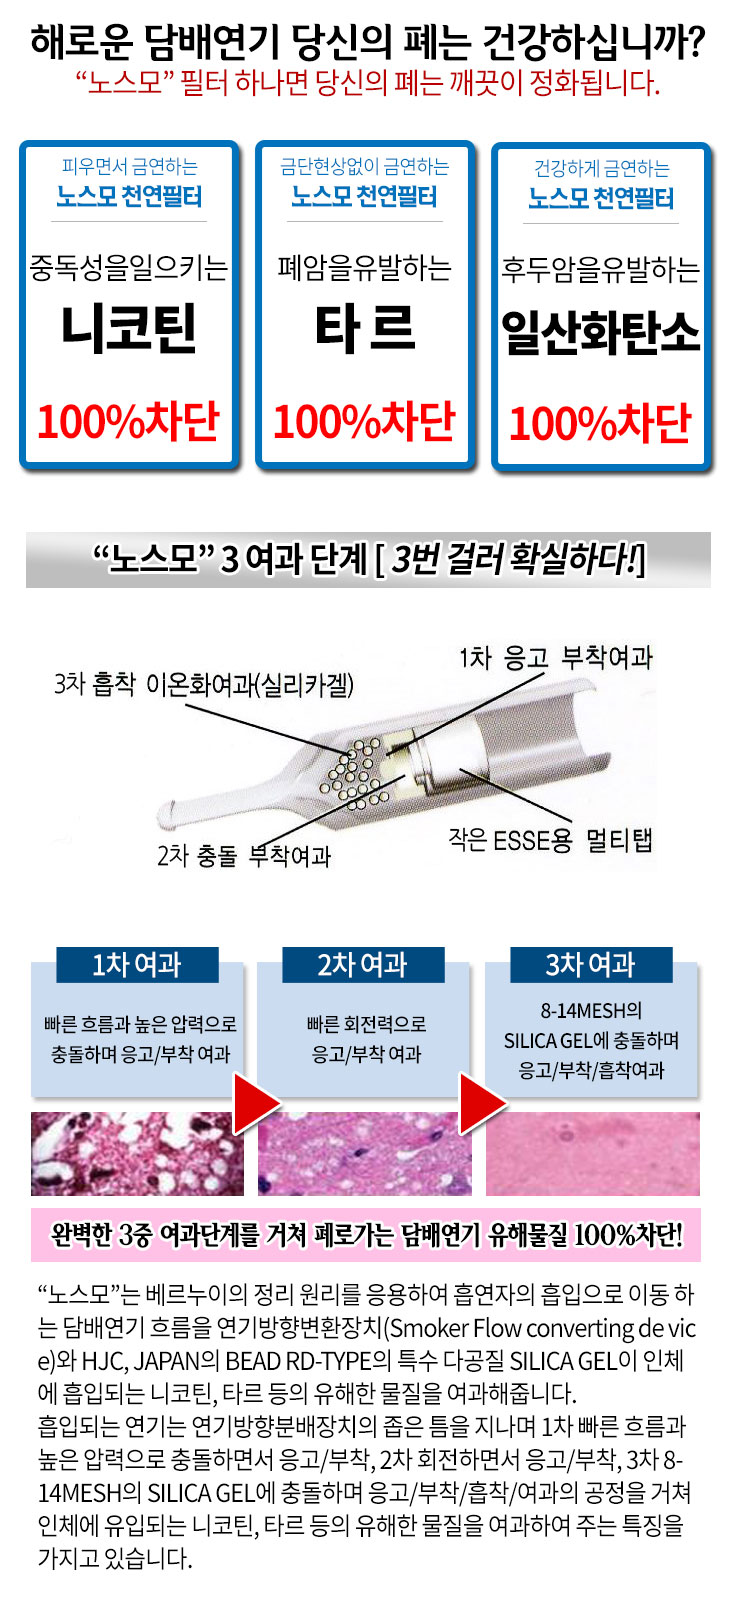 해로운 담배연기 당신의 폐는 건강하십니까?
“노스모” 필터 하나면 당신의 폐는 깨끗이 정화됩니다.
피우면서 금연하는
노스모 천연필터
중독성을일으키는
니코틴
100%차단
금단현상없이 금연하는
노스모 천연필터
폐암을유발하는
타 르
100%차단
건강하게 금연하는
노스모 천연필터
후두암을유발하는
일산화탄소
100%차단
“노스모” 3 여과 단계 [ 3번 걸러 확실하다!]
1차 응고 부착여과
3차 흡착 이온화여과(실리카겔)
2차 충돌 부착여과
작은 ESSE용 멀티탭
1차 여과
빠른 흐름과 높은 압력으로
충돌하며 응고/부착 여과
2차 여과
빠른 회전력으로
응고/부착 여과
3차 여과
8-14MESH의
SILICA GEL에 충돌하며
응고/부착/흡착여과
완벽한 3중 여과단계를 거쳐 폐로가는 담배연기 유해물질 100%차단!
“노스모”는 베르누이의 정리 원리를 응용하여 흡연자의 흡입으로 이동 하
는 담배연기 흐름을 연기방향변환장치(Smoker Flow converting de vic
e)와 HJC, JAPAN의 BEAD RD-TYPE의 특수 다공질 SILICA GEL이 인체
에 흡입되는 니코틴, 타르 등의 유해한 물질을 여과해줍니다.
흡입되는 연기는 연기방향분배장치의 좁은 틈을 지나며 1차 빠른 흐름과
높은 압력으로 충돌하면서 응고/부착, 2차 회전하면서 응고/부착, 3차 8-
14MESH의 SILICA GEL에 충돌하며 응고/부착/흡착/여과의 공정을 거쳐
인체에 유입되는 니코틴, 타르 등의 유해한 물질을 여과하여 주는 특징을
가지고 있습니다.